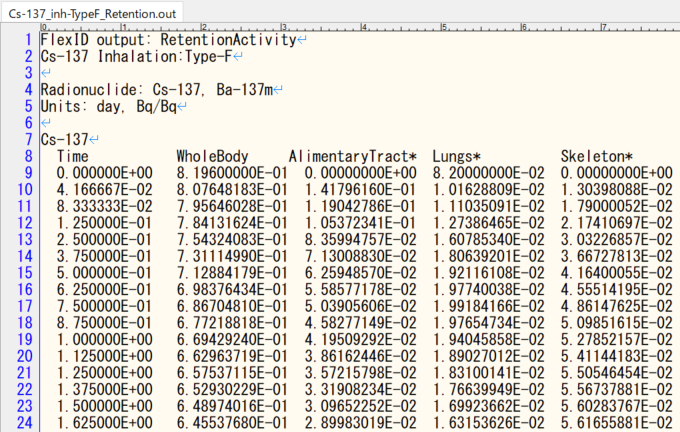 Cs-137_inh-TypeF_Retention.out
0 1 2 3 4 5 6 7
1 FlexID output: RetentionActivity
2 Cs-137 Inhalation:Type-F
3
4 Radionuclide: Cs-137, Ba-137m
5 Units: day, Bq/Bq
6
7 Cs-137
8 Time WholeBody AlimentaryTract* Lungs* Skeleton*
9 0.000000E+00 8.19600000E-01 0.00000000E+00 8.20000000E-02 0.00000000E+00
10 4.166667E-02 8.07648183E-01 1.41796160E-01 1.01628809E-02 1.30398088E-02
11 8.333333E-02 7.95646028E-01 1.19042786E-01 1.11035091E-02 1.79000052E-02
12 1.250000E-01 7.84131624E-01 1.05372341E-01 1.27386465E-02 2.17410697E-02
13 2.500000E-01 7.54324083E-01 8.35994757E-02 1.60785340E-02 3.03226857E-02
14 3.750000E-01 7.31114990E-01 7.13008830E-02 1.80639201E-02 3.66727813E-02
15 5.000000E-01 7.12884179E-01 6.25948570E-02 1.92116108E-02 4.16400055E-02
16 6.250000E-01 6.98376434E-01 5.58577178E-02 1.97740038E-02 4.55514195E-02
17 7.500000E-01 6.86704810E-01 5.03905606E-02 1.99184166E-02 4.86147625E-02
18 8.750000E-01 6.77218818E-01 4.58277149E-02 1.97654734E-02 5.09851615E-02
19 1.000000E+00 6.69429240E-01 4.19509292E-02 1.94045858E-02 5.27852157E-02
20 1.125000E+00 6.62963719E-01 3.86162446E-02 1.89027012E-02 5.41144183E-02
21 1.250000E+00 6.57537115E-01 3.57215798E-02 1.83100141E-02 5.50546454E-02
22 1.375000E+00 6.52930229E-01 3.31908234E-02 1.76639949E-02 5.56737881E-02
23 1.500000E+00 6.48974016E-01 3.09652252E-02 1.69923662E-02 5.60283767E-02
24 1.625000E+00 6.45537680E-01 2.89983019E-02 1.63153626E-02 5.61655881E-02